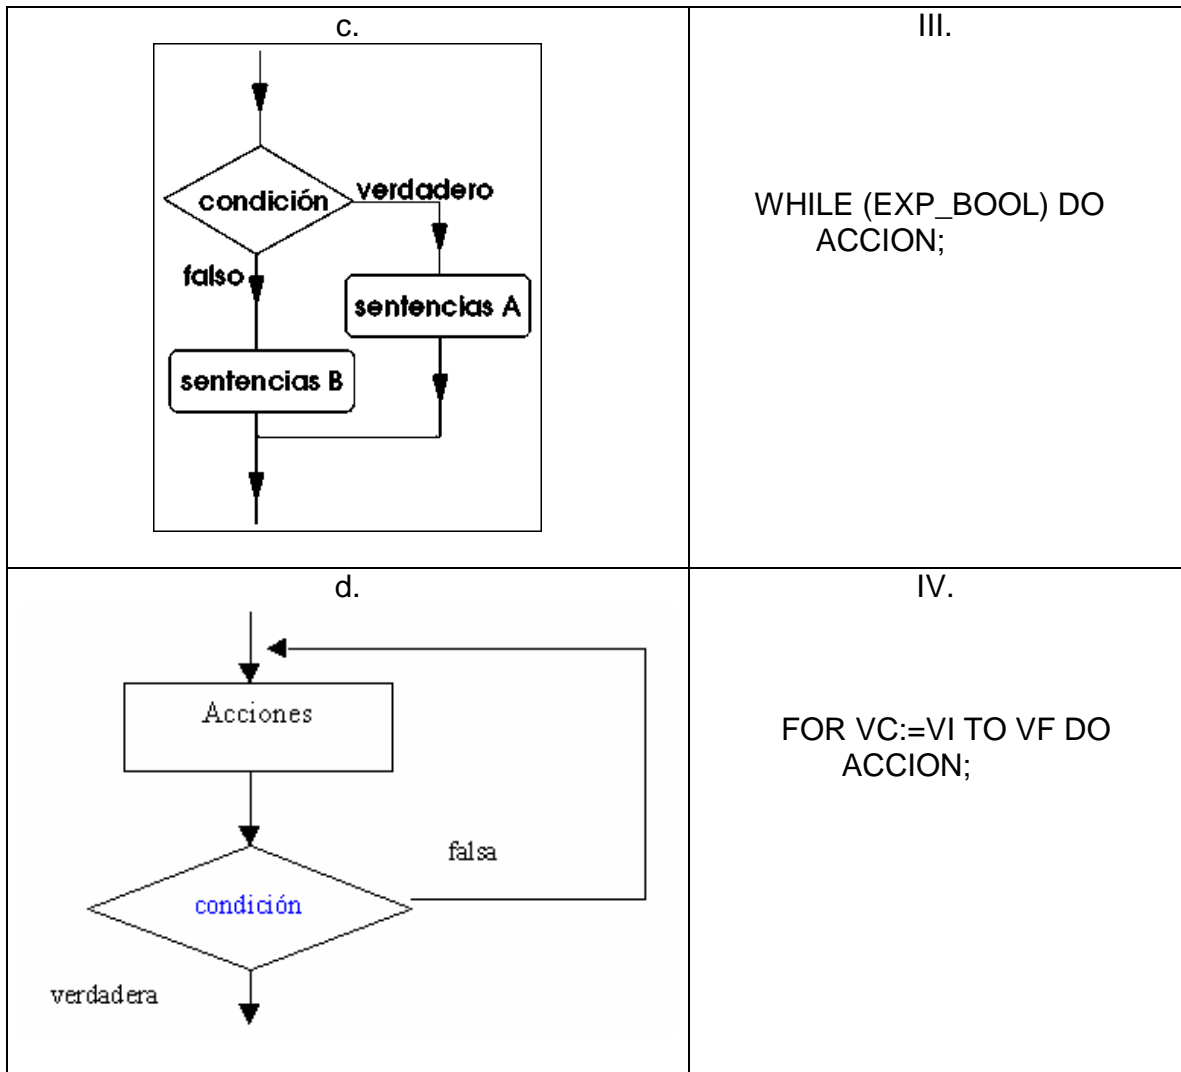 c.
condición
verdadero
falso
sentencias A
sentencias B
III.
WHILE (EXP_BOOL) DO
ACCION;
d.
Acciones
condición
falsa
verdadera
IV.
FOR VC:=VI TO VF DO
ACCION;